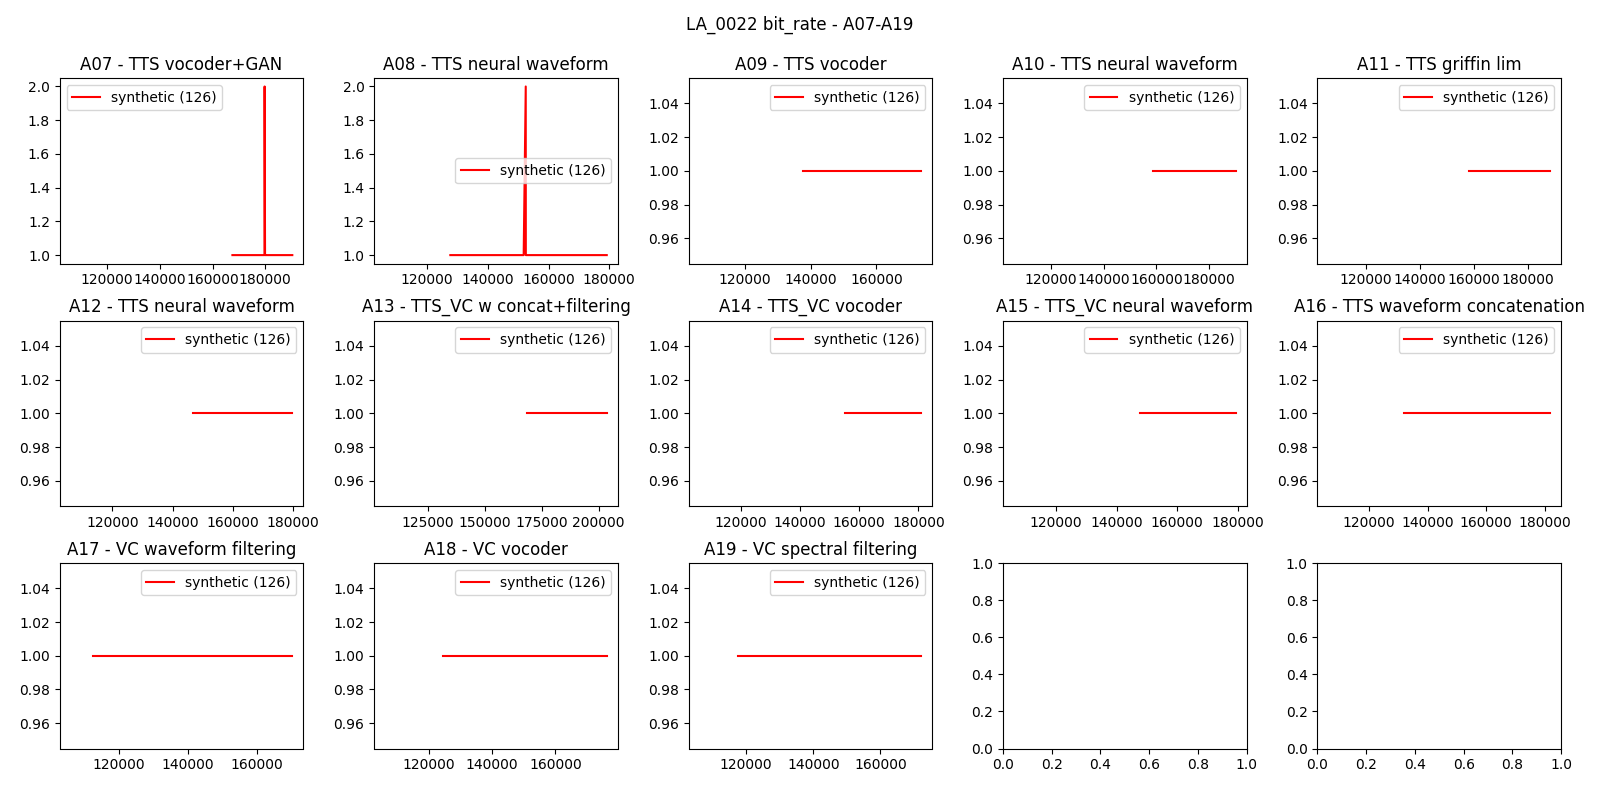 LA_0022 bit_rate - A07-A19
A07 - TTS vocoder+GAN
synthetic (126)
2.0
1.8
1.6
1.4
1.2
1.0
120000 140000 160000 180000
A08 - TTS neural waveform
synthetic (126)
2.0
1.8
1.6
1.4
1.2
1.0
120000 140000 160000 180000
A09 - TTS vocoder
synthetic (126)
1.04
1.02
1.00
0.98
0.96
120000 140000 160000
A10 - TTS neural waveform
synthetic (126)
1.04
1.02
1.00
0.98
0.96
120000 140000 160000 180000
A11 - TTS griffin lim
synthetic (126)
1.04
1.02
1.00
0.98
0.96
120000 140000 160000 180000
A12 - TTS neural waveform
synthetic (126)
1.04
1.02
1.00
0.98
0.96
120000 140000 160000 180000
A13 - TTS_VC w concat+filtering
synthetic (126)
1.04
1.02
1.00
0.98
0.96
125000 150000 175000 200000
A14 - TTS_VC vocoder
synthetic (126)
1.04
1.02
1.00
0.98
0.96
120000 140000 160000 180000
A15 - TTS_VC neural waveform
synthetic (126)
1.04
1.02
1.00
0.98
0.96
120000 140000 160000 180000
A16 - TTS waveform concatenation
synthetic (126)
1.04
1.02
1.00
0.98
0.96
120000 140000 160000 180000
A17 - VC waveform filtering
synthetic (126)
1.04
1.02
1.00
0.98
0.96
120000 140000 160000
A18 - VC vocoder
synthetic (126)
1.04
1.02
1.00
0.98
0.96
120000 140000 160000
A19 - VC spectral filtering
synthetic (126)
1.04
1.02
1.00
0.98
0.96
120000 140000 160000
1.0
0.8
0.6
0.4
0.2
0.0
0.0 0.2 0.4 0.6 0.8 1.0
1.0
0.8
0.6
0.4
0.2
0.0
0.0 0.2 0.4 0.6 0.8 1.0